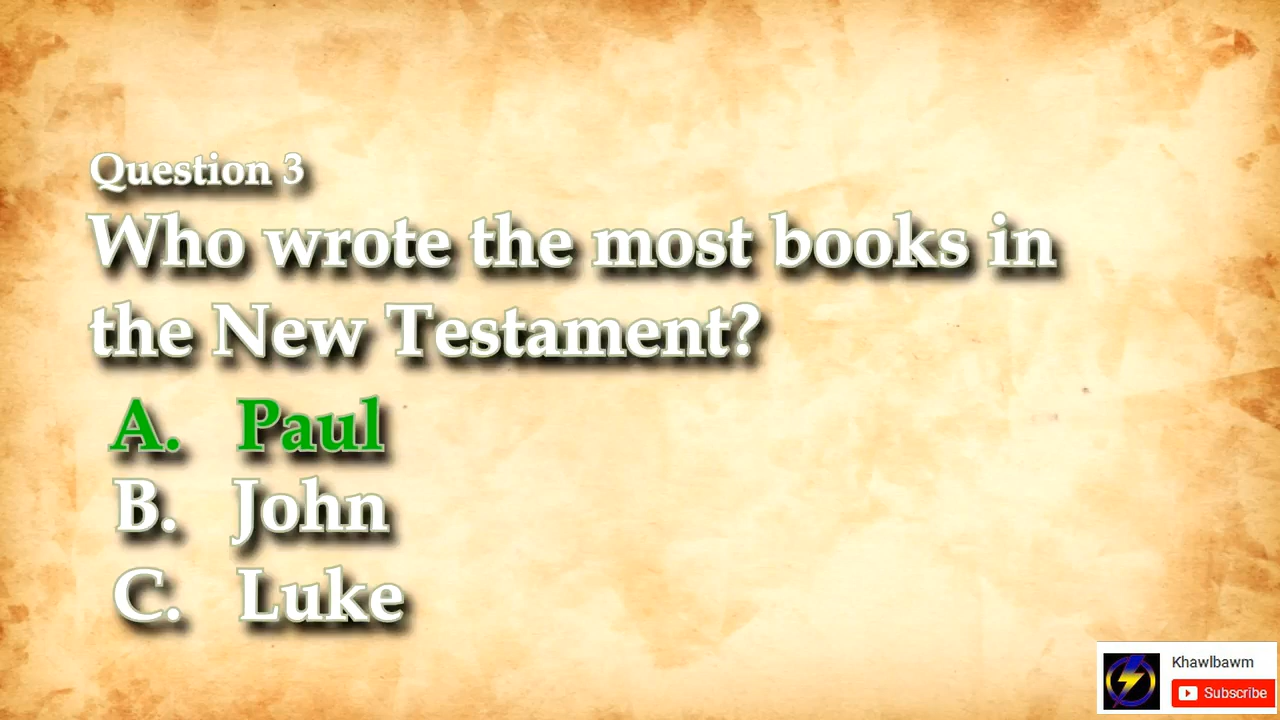 Question 3
Who wrote the most books in
the New Testament?
A. Paul
B. John
C. Luke
Khawlbawm
Subscribe